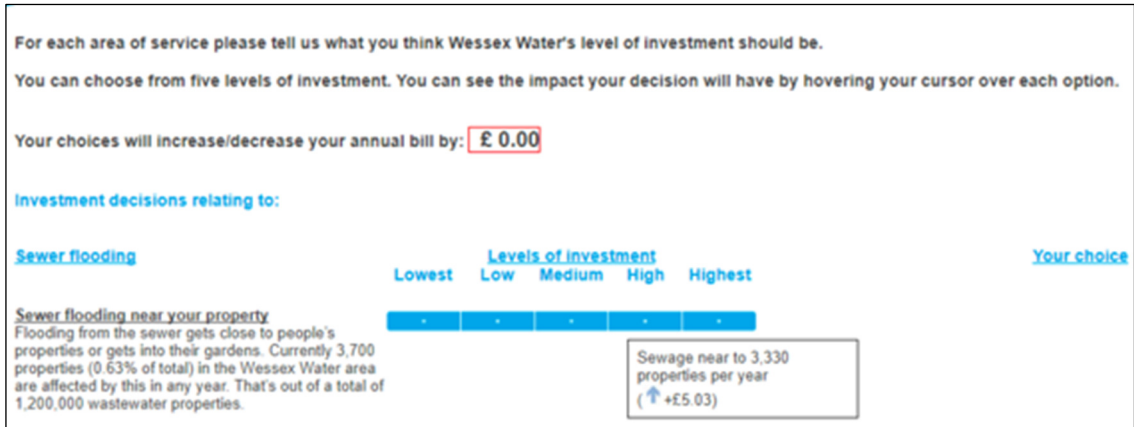 For each area of service please tell us what you think Wessex Water's level of investment should be.
You can choose from five levels of investment. You can see the impact your decision will have by hovering your cursor over each option.
Your choices will increase/decrease your annual bill by: £ 0.00
Investment decisions relating to:
Sewer flooding Levels of investment Your choice
Lowest Low Medium High Highest
Sewer flooding near your property
Flooding from the sewer gets close to people's
properties or gets into their gardens. Currently 3,700
properties (0.63% of total) in the Wessex Water area
are affected by this in any year. That's out of a total of
1,200,000 wastewater properties.
Sewage near to 3,330
properties per year
(↑+£5.03)